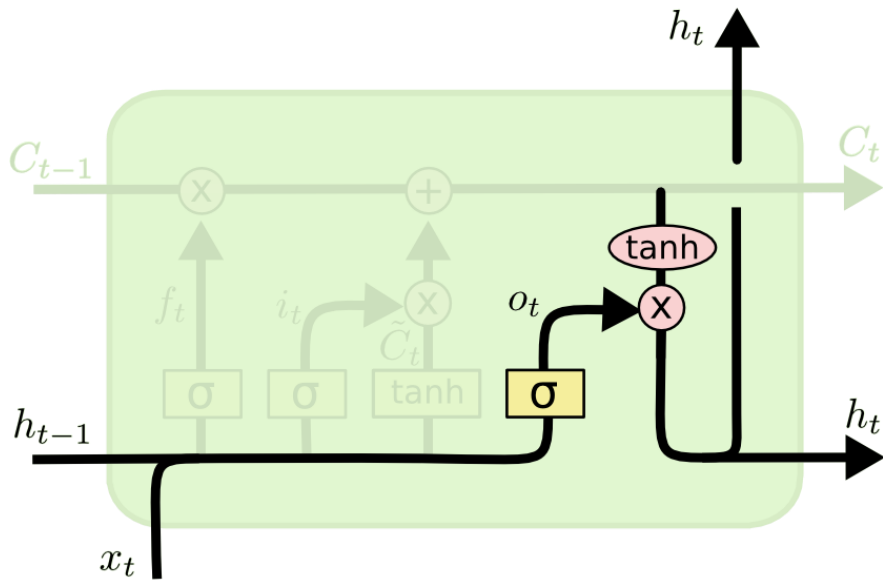 h_t
C_{t-1}
C_t
x
+
tanh
f_t
i_t
x
o_t
x
C̃_t
σ
σ
tanh
σ
h_{t-1}
h_t
x_t